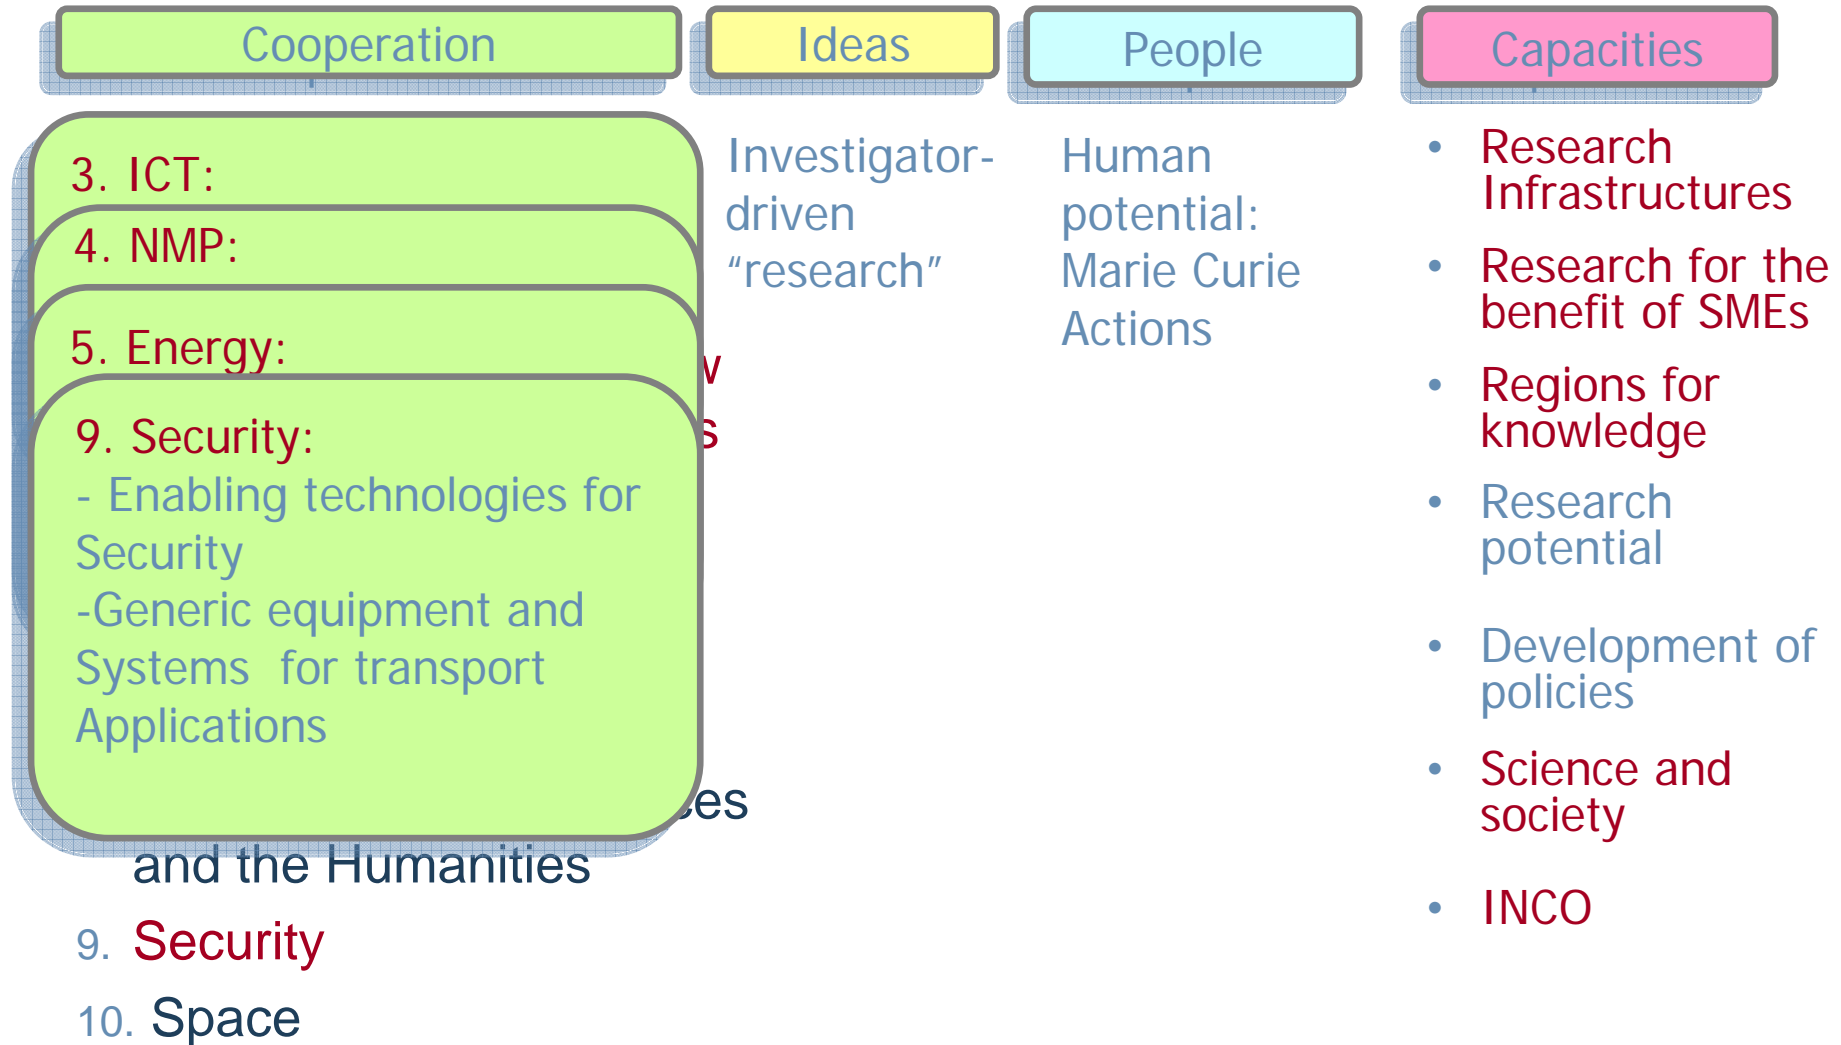 Cooperation
Ideas
People
Capacities
3. ICT:
4. NMP:
5. Energy:
9. Security:
- Enabling technologies for
Security
-Generic equipment and
Systems for transport
Applications
and the Humanities
9. Security
10. Space
Investigator-
driven
“research”
Human
potential:
Marie Curie
Actions
• Research
Infrastructures
• Research for the
benefit of SMEs
• Regions for
knowledge
• Research
potential
• Development of
policies
• Science and
society
• INCO